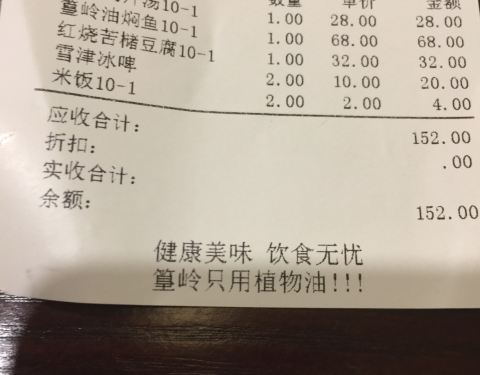 数量 单价 金额
汤10-1 1.00 28.00 28.00
篁岭油焖鱼10-1 1.00 68.00 68.00
红烧苦槠豆腐10-1 1.00 32.00 32.00
雪津冰啤 2.00 10.00 20.00
米饭10-1 2.00 2.00 4.00
应收合计: 152.00
折扣: .00
实收合计:
余额: 152.00
健康美味 饮食无忧
篁岭只用植物油!!!